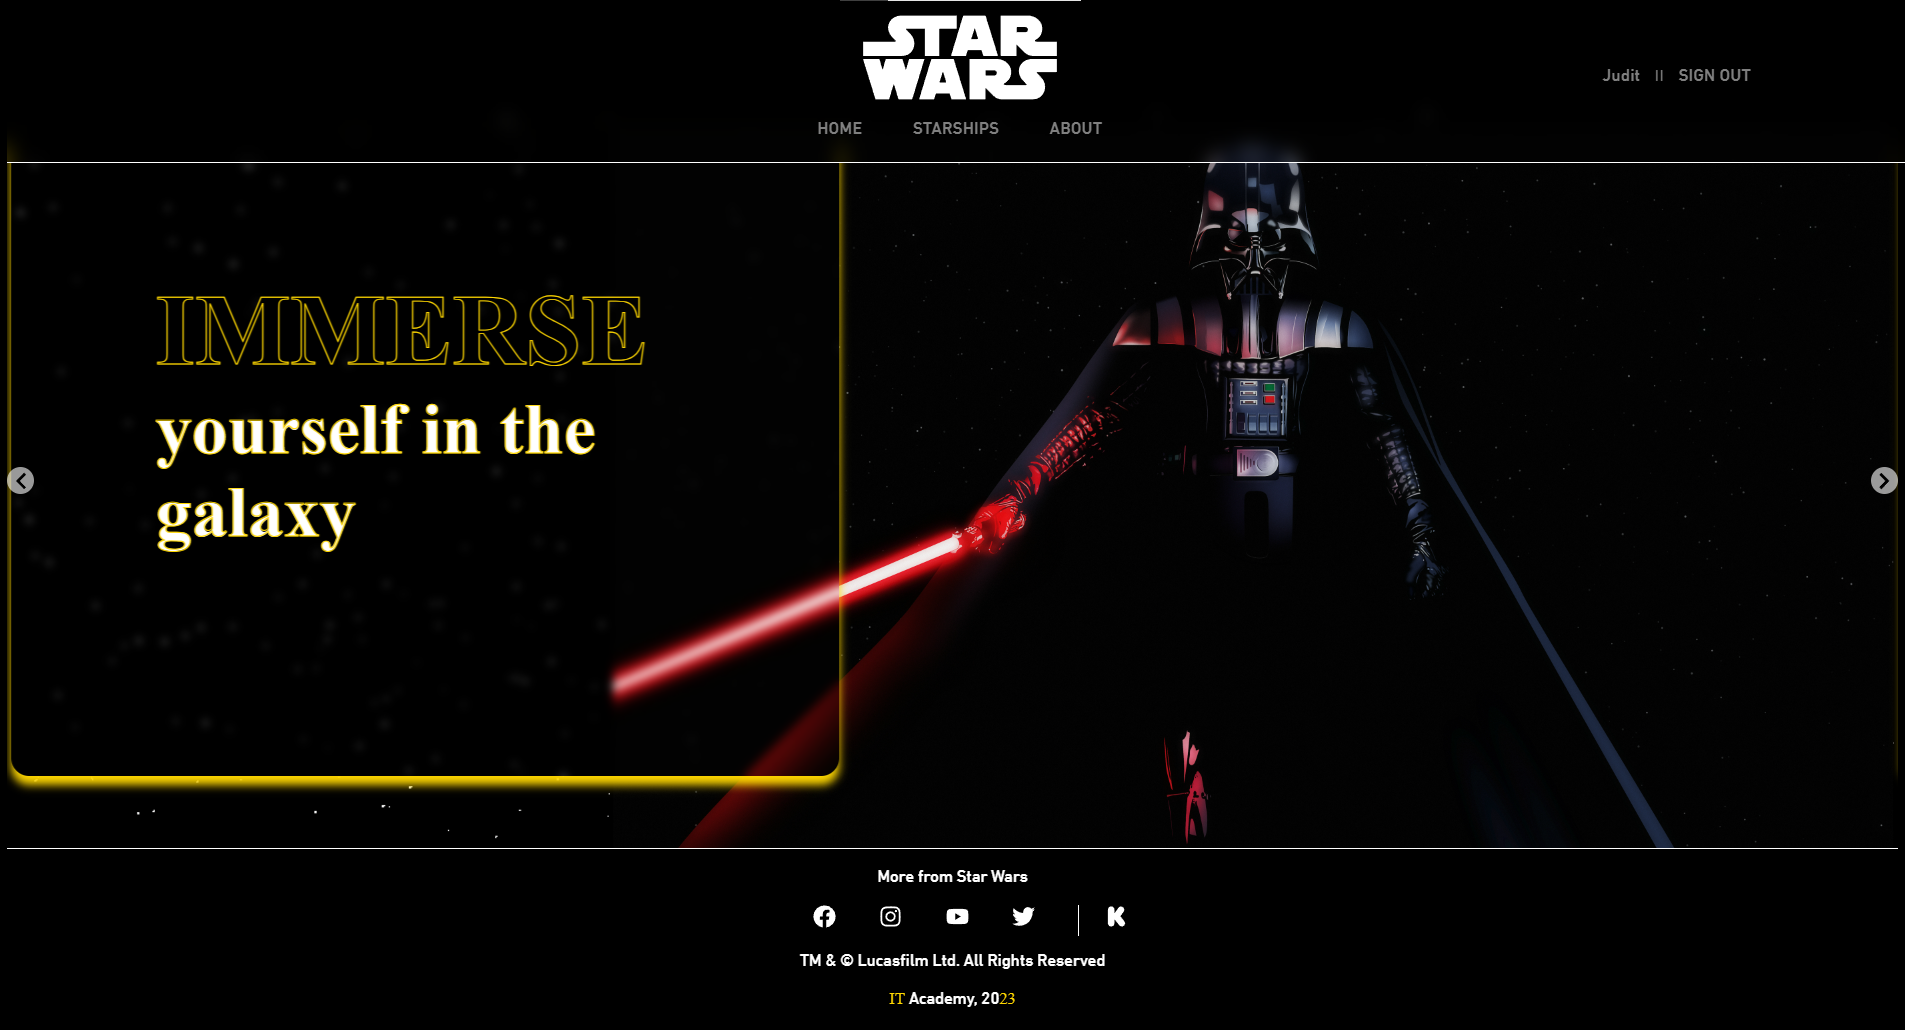 STAR
WARS
Judit || SIGN OUT
HOME STARSHIPS ABOUT
IMMERSE
yourself in the
galaxy
More from Star Wars
TM & © Lucasfilm Ltd. All Rights Reserved
IT Academy, 2023